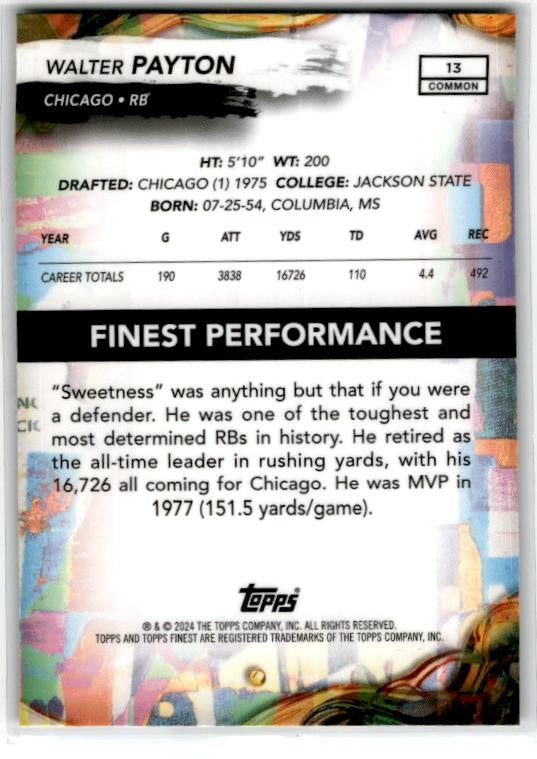 WALTER PAYTON
13
COMMON
CHICAGO • RB
HT: 5'10" WT: 200
DRAFTED: CHICAGO (1) 1975 COLLEGE: JACKSON STATE
BORN: 07-25-54, COLUMBIA, MS
YEAR G ATT YDS TD AVG REC
CAREER TOTALS 190 3838 16726 110 4.4 492
FINEST PERFORMANCE
"Sweetness" was anything but that if you were
a defender. He was one of the toughest and
most determined RBs in history. He retired as
the all-time leader in rushing yards, with his
16,726 all coming for Chicago. He was MVP in
1977 (151.5 yards/game).
Topps
® & © 2024 THE TOPPS COMPANY, INC. ALL RIGHTS RESERVED.
TOPPS AND TOPPS FINEST ARE REGISTERED TRADEMARKS OF THE TOPPS COMPANY, INC.